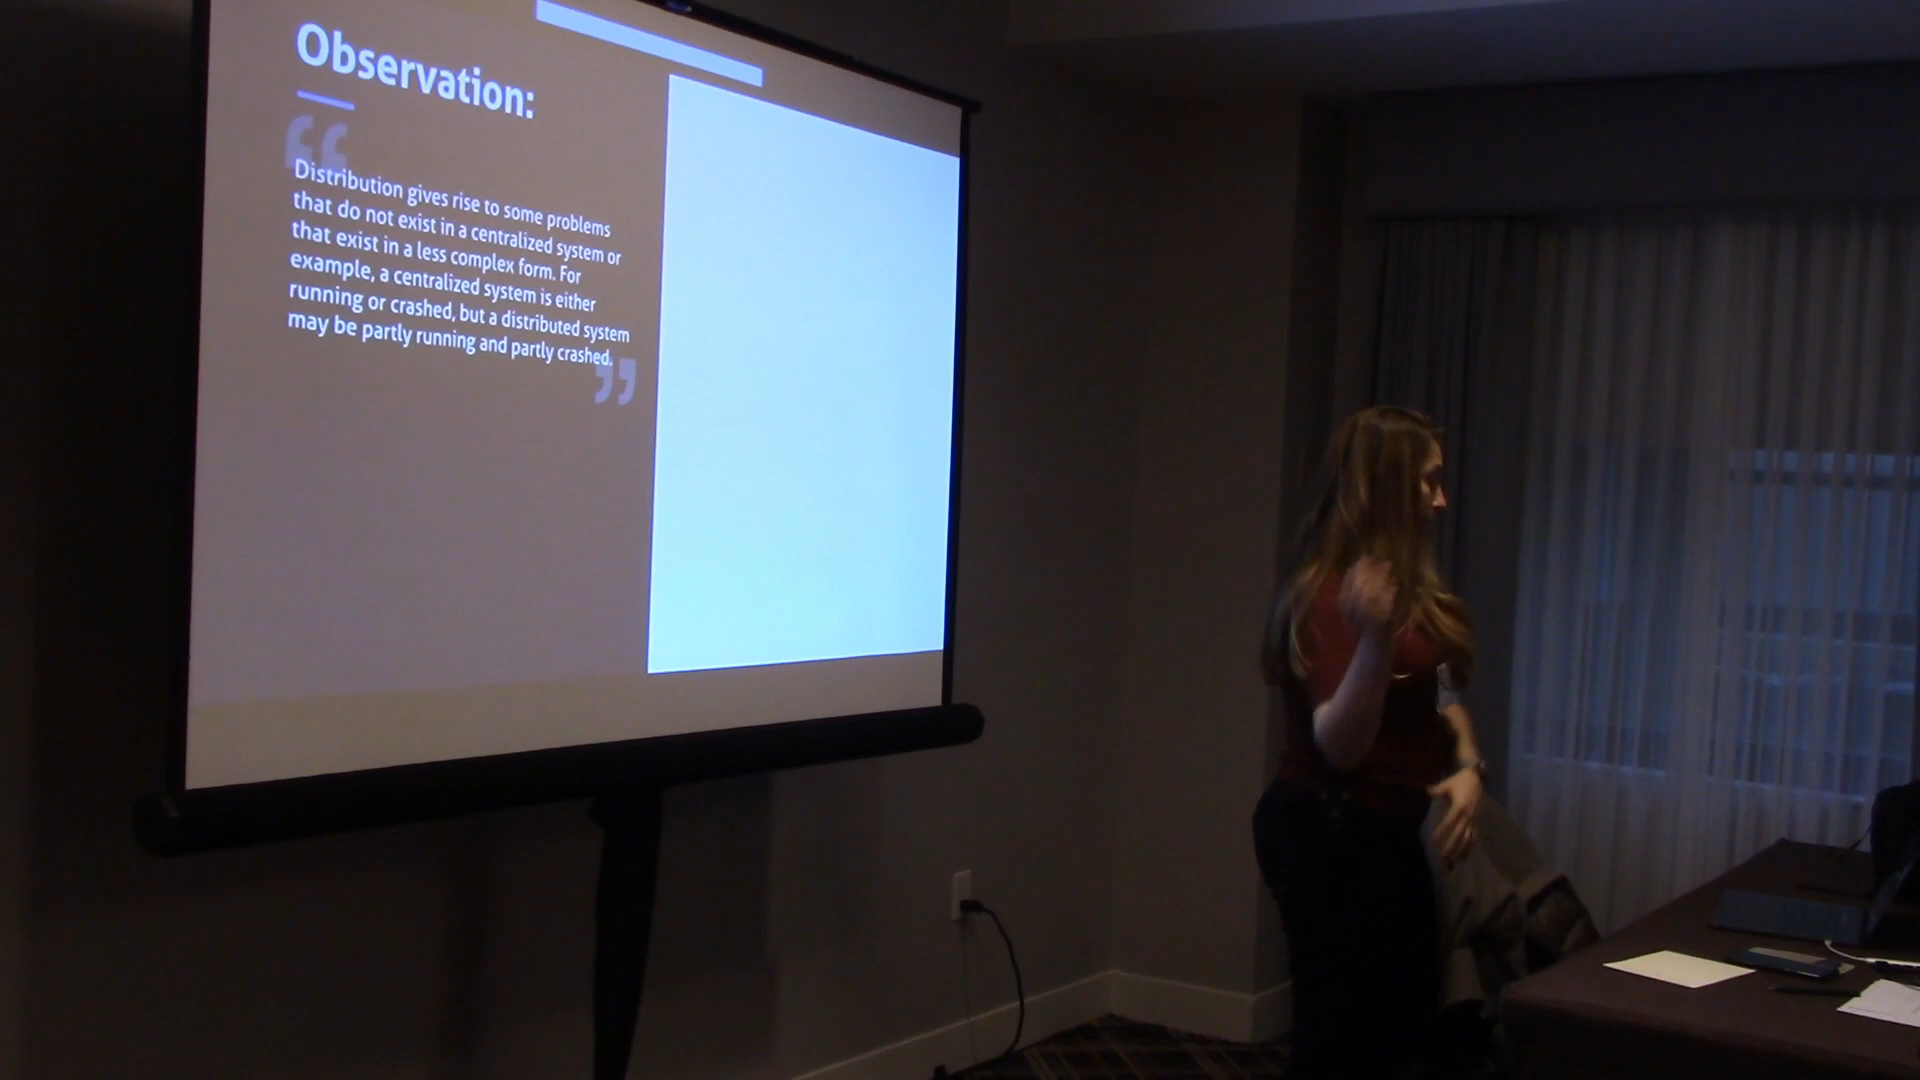 Observation:
“
Distribution gives rise to some problems
that do not exist in a centralized system or
that exist in a less complex form. For
example, a centralized system is either
running or crashed, but a distributed system
may be partly running and partly crashed.
”